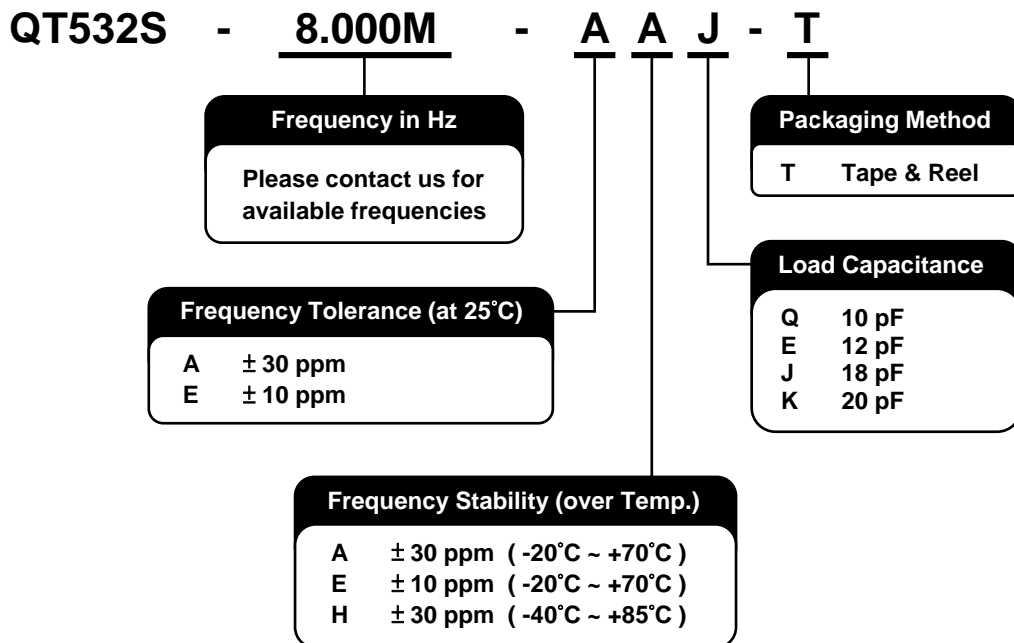 QT532S - 8.000M - A A J - T
Frequency in Hz
Please contact us for
available frequencies
Packaging Method
T Tape & Reel
Load Capacitance
Q 10 pF
E 12 pF
J 18 pF
K 20 pF
Frequency Tolerance (at 25°C)
A ± 30 ppm
E ± 10 ppm
Frequency Stability (over Temp.)
A ± 30 ppm ( -20°C ~ +70°C )
E ± 10 ppm ( -20°C ~ +70°C )
H ± 30 ppm ( -40°C ~ +85°C )